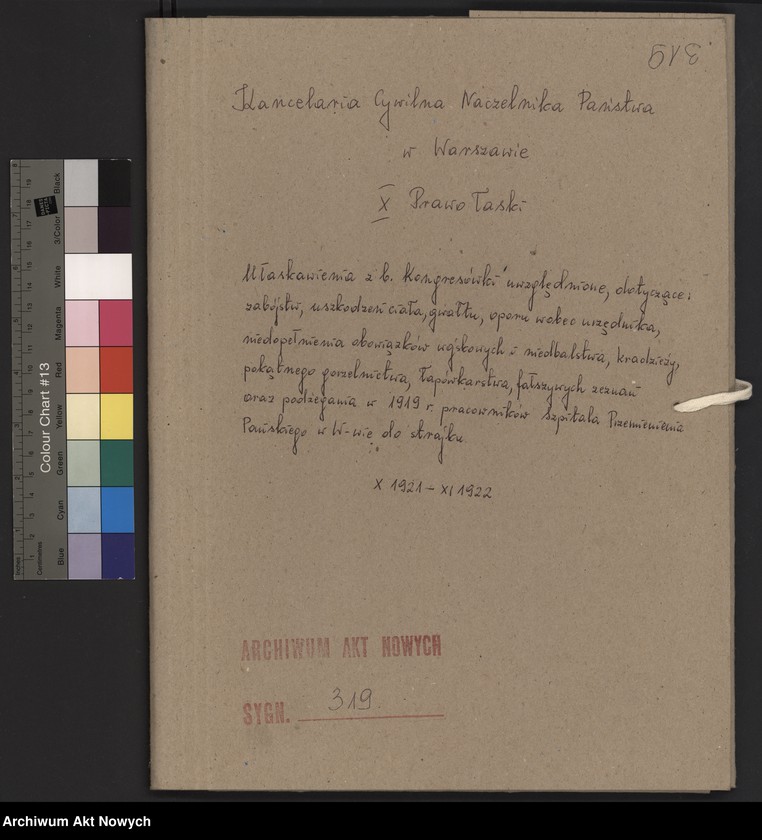 319
Kancelaria Cywilna Naczelnika Państwa
w Warszawie
X Prawo Łaski
Ułaskawienia z b. Kongresówki uwzględnione, dotyczące:
zabójstw, uszkodzeń ciała, gwałtu, oporu wobec urzędnika,
niedopełnienia obowiązków wojskowych i niedbalstwa, kradzieży,
pokątnego gorzelnictwa, łapówkarstwa, fałszywych zeznań
oraz podżegania w 1919 r. pracowników szpitala Przemienienia
Pańskiego w W-wie do strajku
X 1921 – XI 1922
ARCHIWUM AKT NOWYCH
SYGN. 319
Colour Chart #13
Black
3/Color
White
Magenta
Red
Yellow
Green
Cyan
Blue
Inches
Centimetres
Archiwum Akt Nowych